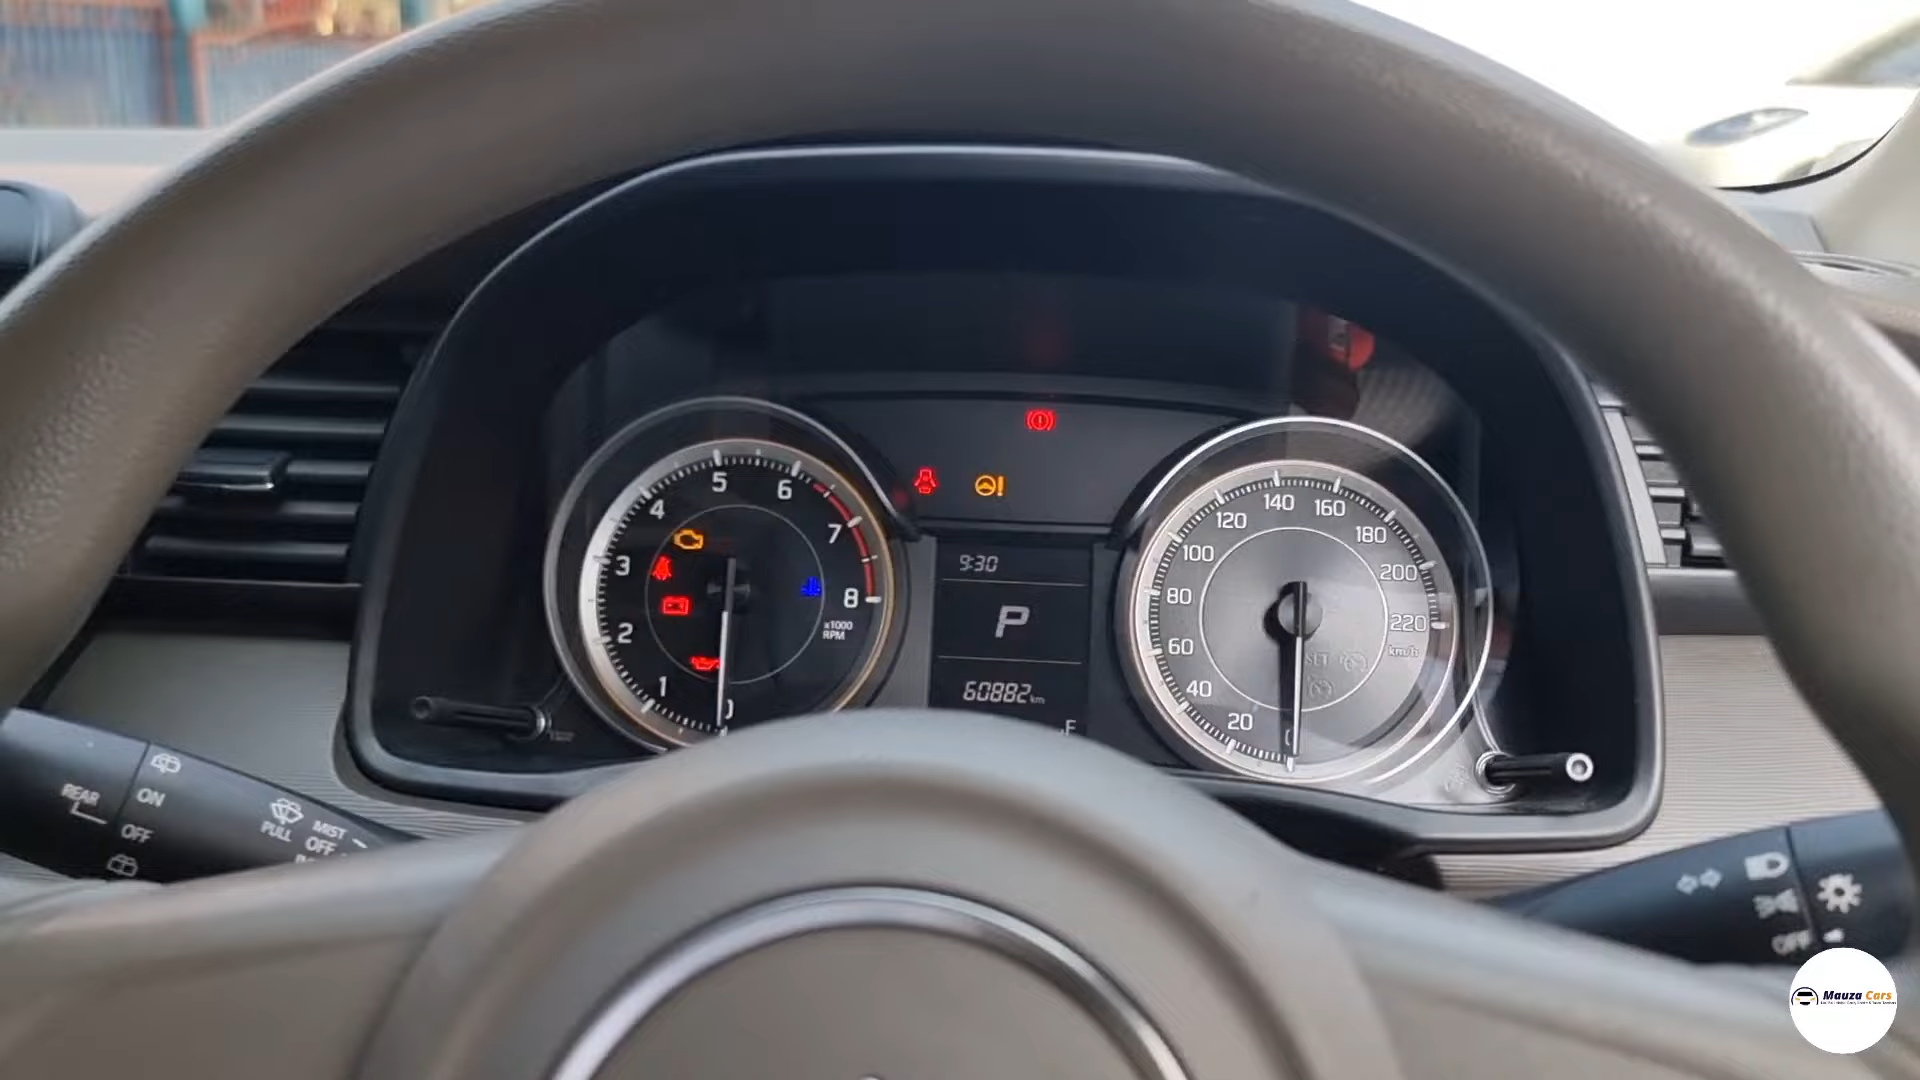 5
6
4
7
3
8
2
x1000
RPM
1
9:30
P
60882km
F
140
120
160
100
180
80
200
60
220
km/h
SET
40
20
REAR
ON
OFF
PULL
MIST
OFF
OFF
Mauza Cars